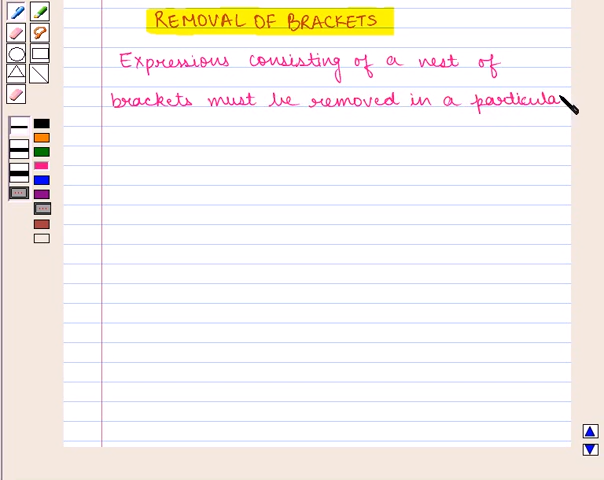 REMOVAL OF BRACKETS
Expressions consisting of a nest of
brackets must be removed in a particula